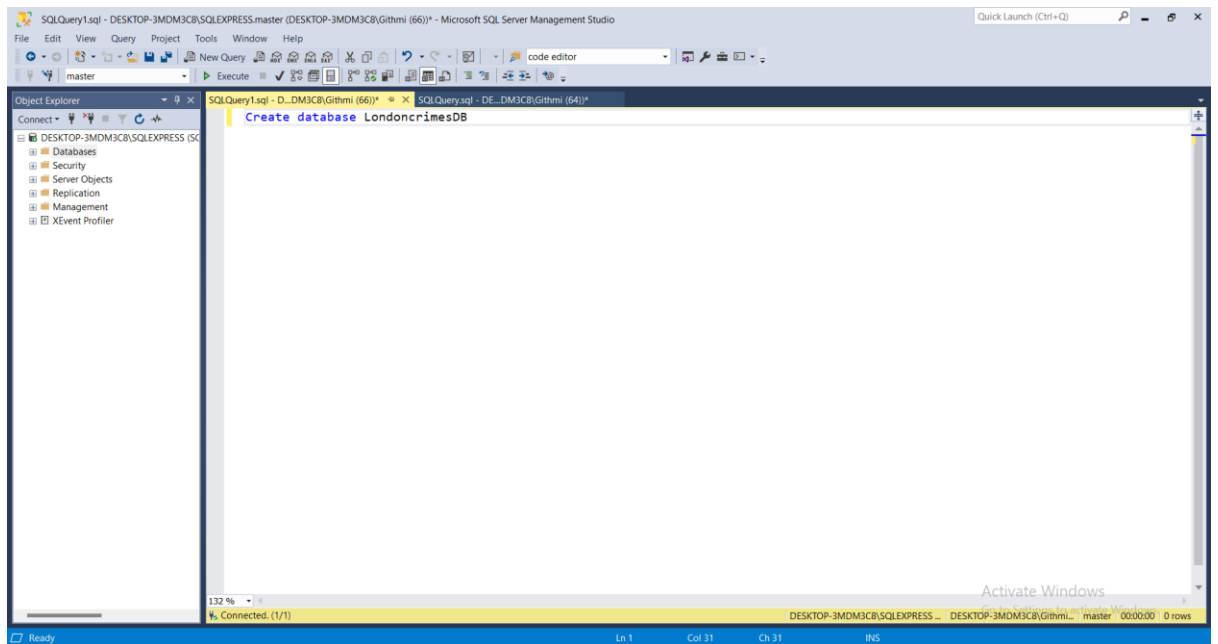 SQLQuery1.sql - DESKTOP-3MDM3C8\SQLEXPRESS.master (DESKTOP-3MDM3C8\Githmi (66))* - Microsoft SQL Server Management Studio
Quick Launch (Ctrl+Q)
File Edit View Query Project Tools Window Help
New Query code editor
master Execute
Object Explorer
SQLQuery1.sql - D...DM3C8\Githmi (66))* SQLQuery.sql - DE...DM3C8\Githmi (64))*
Connect
Create database LondoncrimesDB
DESKTOP-3MDM3C8\SQLEXPRESS (SQ
Databases
Security
Server Objects
Replication
Management
XEvent Profiler
Activate Windows
132 %
Connected. (1/1) DESKTOP-3MDM3C8\SQLEXPRESS ... DESKTOP-3MDM3C8\Githmi... master 00:00:00 0 rows
Ready Ln 1 Col 31 Ch 31 INS